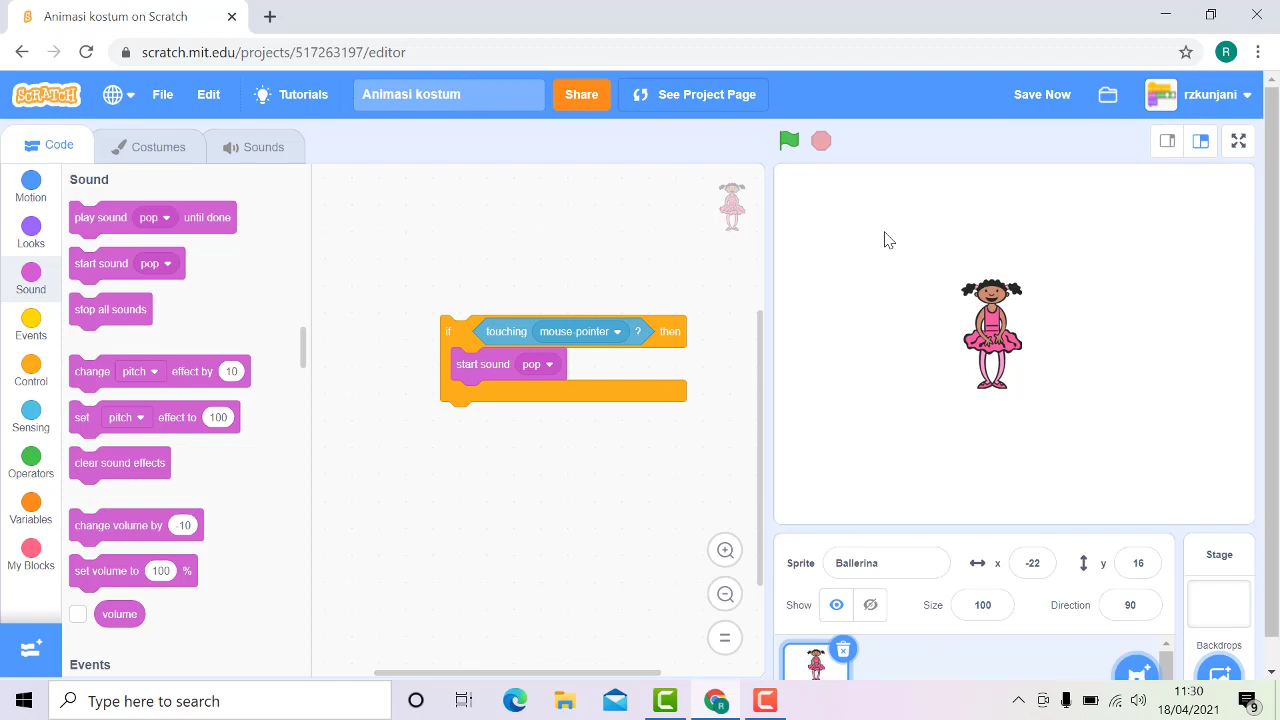 Animasi kostum on Scratch
scratch.mit.edu/projects/517263197/editor
R
SCRATCH
File
Edit
Tutorials
Animasi kostum
Share
See Project Page
Save Now
rzkunjani
Code
Costumes
Sounds
Motion
Looks
Sound
Events
Control
Sensing
Operators
Variables
My Blocks
Sound
play sound pop until done
start sound pop
stop all sounds
change pitch effect by 10
set pitch effect to 100
clear sound effects
change volume by -10
set volume to 100 %
volume
Events
if touching mouse-pointer ? then
start sound pop
Sprite Ballerina x -22 y 16
Show Size 100 Direction 90
Stage
Backdrops
Type here to search
11:30
18/04/2021
9